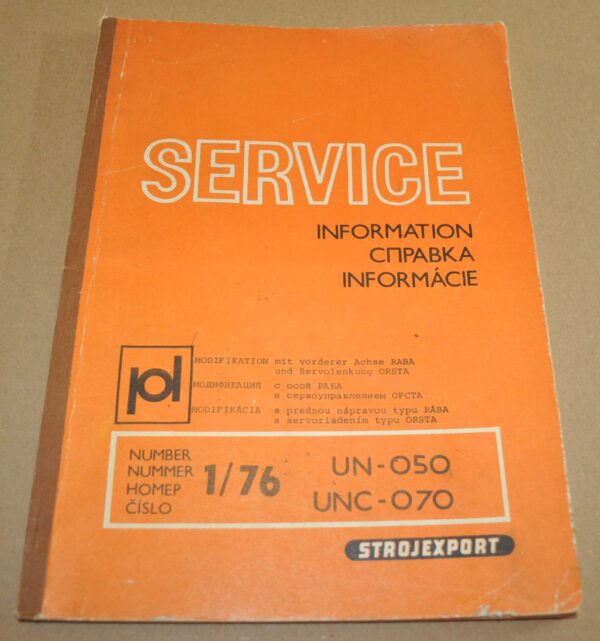 SERVICE
INFORMATION
СПРАВКА
INFORMÁCIE
MODIFIKATION mit vorderer Achse RABA
und Servolenkung ORSTA
МОДИФИКАЦИЯ с осой РАБА
и сервоуправлением ОРСТА
MODIFIKÁCIA s prednou nápravou typu RÁBA
a servoriadením typu ORSTA
NUMBER
NUMMER
НОМЕР
ČÍSLO
1/76
UN-050
UNC-070
STROJEXPORT